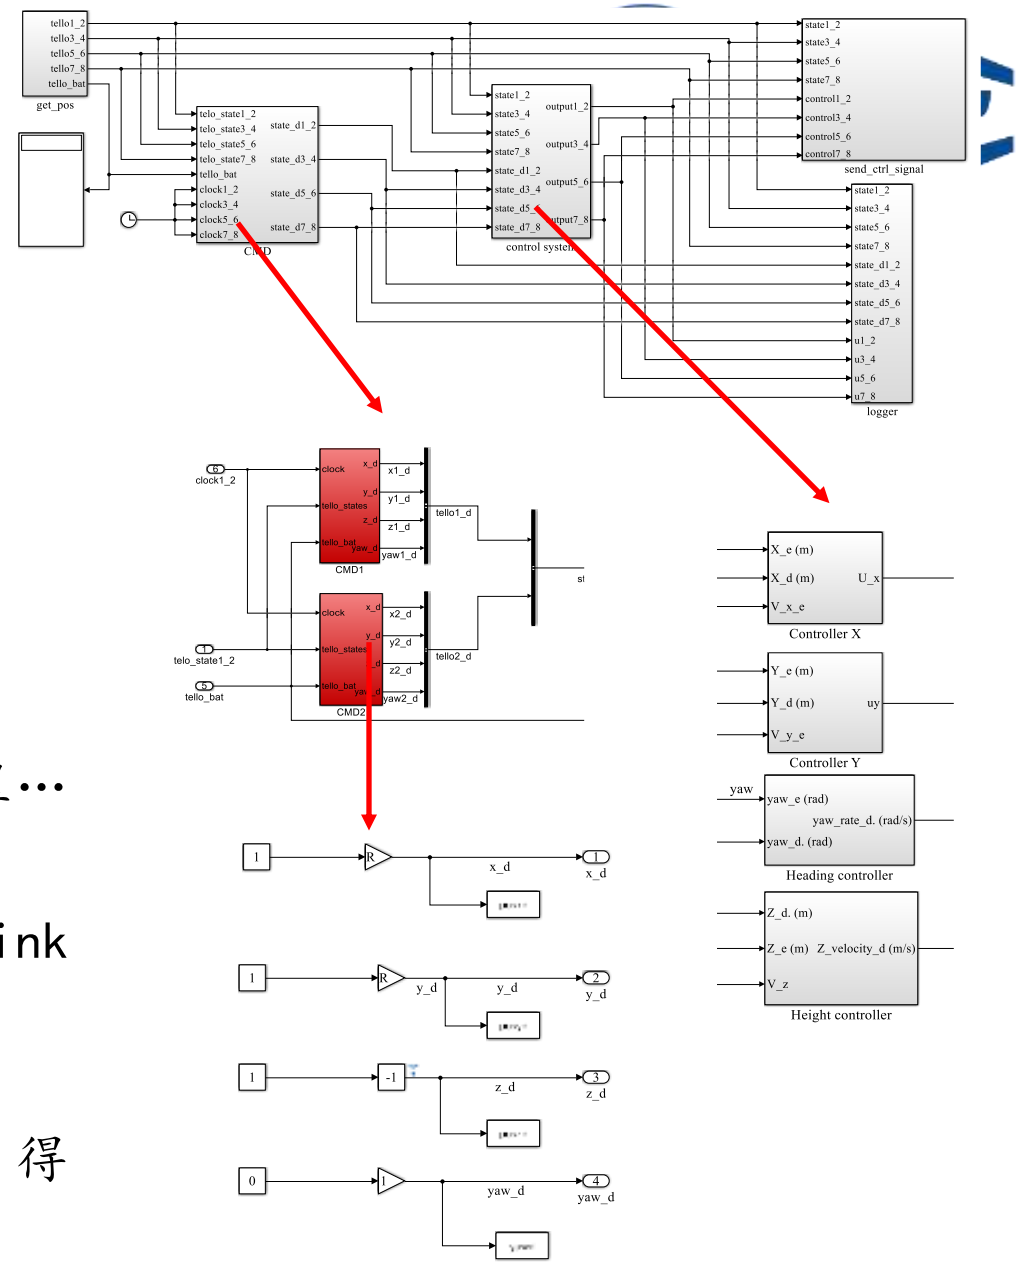 tello1_2
tello3_4
tello5_6
tello7_8
tello_bat
get_pos
telo_state1_2
telo_state3_4
telo_state5_6
telo_state7_8
tello_bat
clock1_2
clock3_4
clock5_6
clock7_8
state_d1_2
state_d3_4
state_d5_6
state_d7_8
CMD
state1_2
state3_4
state5_6
state7_8
state_d1_2
state_d3_4
state_d5_
state_d7_8
output1_2
output3_4
output5_6
output7_8
control system
state1_2
state3_4
state5_6
state7_8
control1_2
control3_4
control5_6
control7_8
send_ctrl_signal
state1_2
state3_4
state5_6
state7_8
state_d1_2
state_d3_4
state_d5_6
state_d7_8
u1_2
u3_4
u5_6
u7_8
logger
6
clock1_2
1
telo_state1_2
5
tello_bat
clock
tello_states
tello_bat
x_d
y_d
z_d
yaw_d
CMD1
x1_d
y1_d
z1_d
yaw1_d
tello1_d
clock
tello_states
tello_bat
x_d
y_d
_d
yaw_d
CMD2
x2_d
y2_d
z2_d
yaw2_d
tello2_d
st
X_e (m)
X_d (m)
V_x_e
U_x
Controller X
Y_e (m)
Y_d (m)
V_y_e
uy
Controller Y
yaw
yaw_e (rad)
yaw_d. (rad)
yaw_rate_d. (rad/s)
Heading controller
Z_d. (m)
Z_e (m)
V_z
Z_velocity_d (m/s)
Height controller
1
R
x_d
1
x_d
1
R
y_d
y_d
2
y_d
1
-1
z_d
3
z_d
0
1
yaw_d
4
yaw_d
...
ink
得